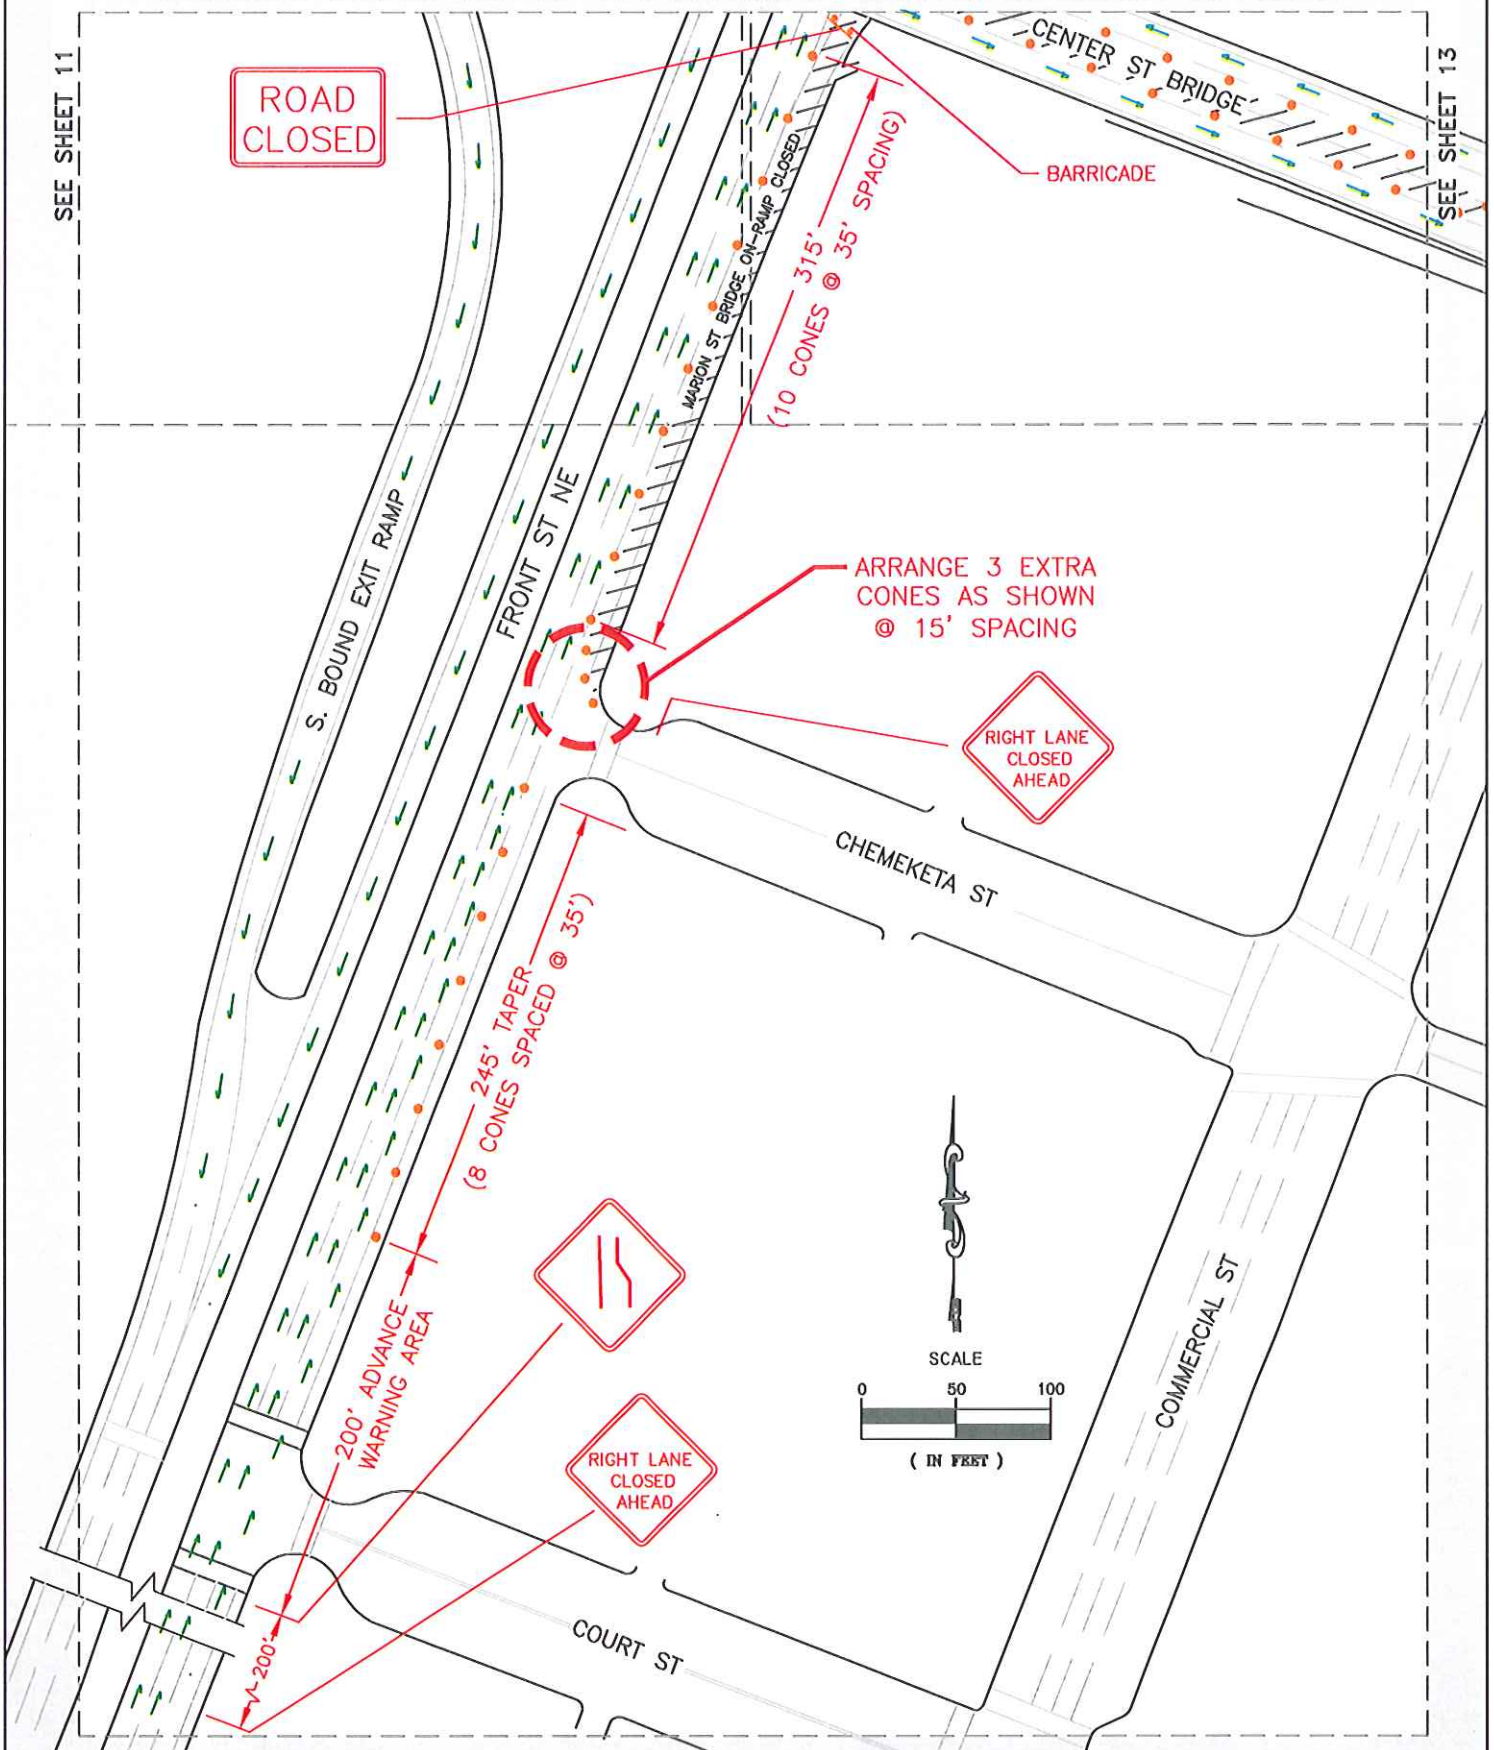 SEE SHEET 11
ROAD
CLOSED
CENTER ST BRIDGE
SEE SHEET 13
BARRICADE
MARION ST BRIDGE ON-RAMP CLOSED
315'
(10 CONES @ 35' SPACING)
S. BOUND EXIT RAMP
FRONT ST NE
ARRANGE 3 EXTRA
CONES AS SHOWN
@ 15' SPACING
RIGHT LANE
CLOSED
AHEAD
CHEMEKETA ST
245' TAPER
(8 CONES SPACED @ 35')
200' ADVANCE
WARNING AREA
SCALE
0 50 100
( IN FEET )
COMMERCIAL ST
RIGHT LANE
CLOSED
AHEAD
COURT ST
200'